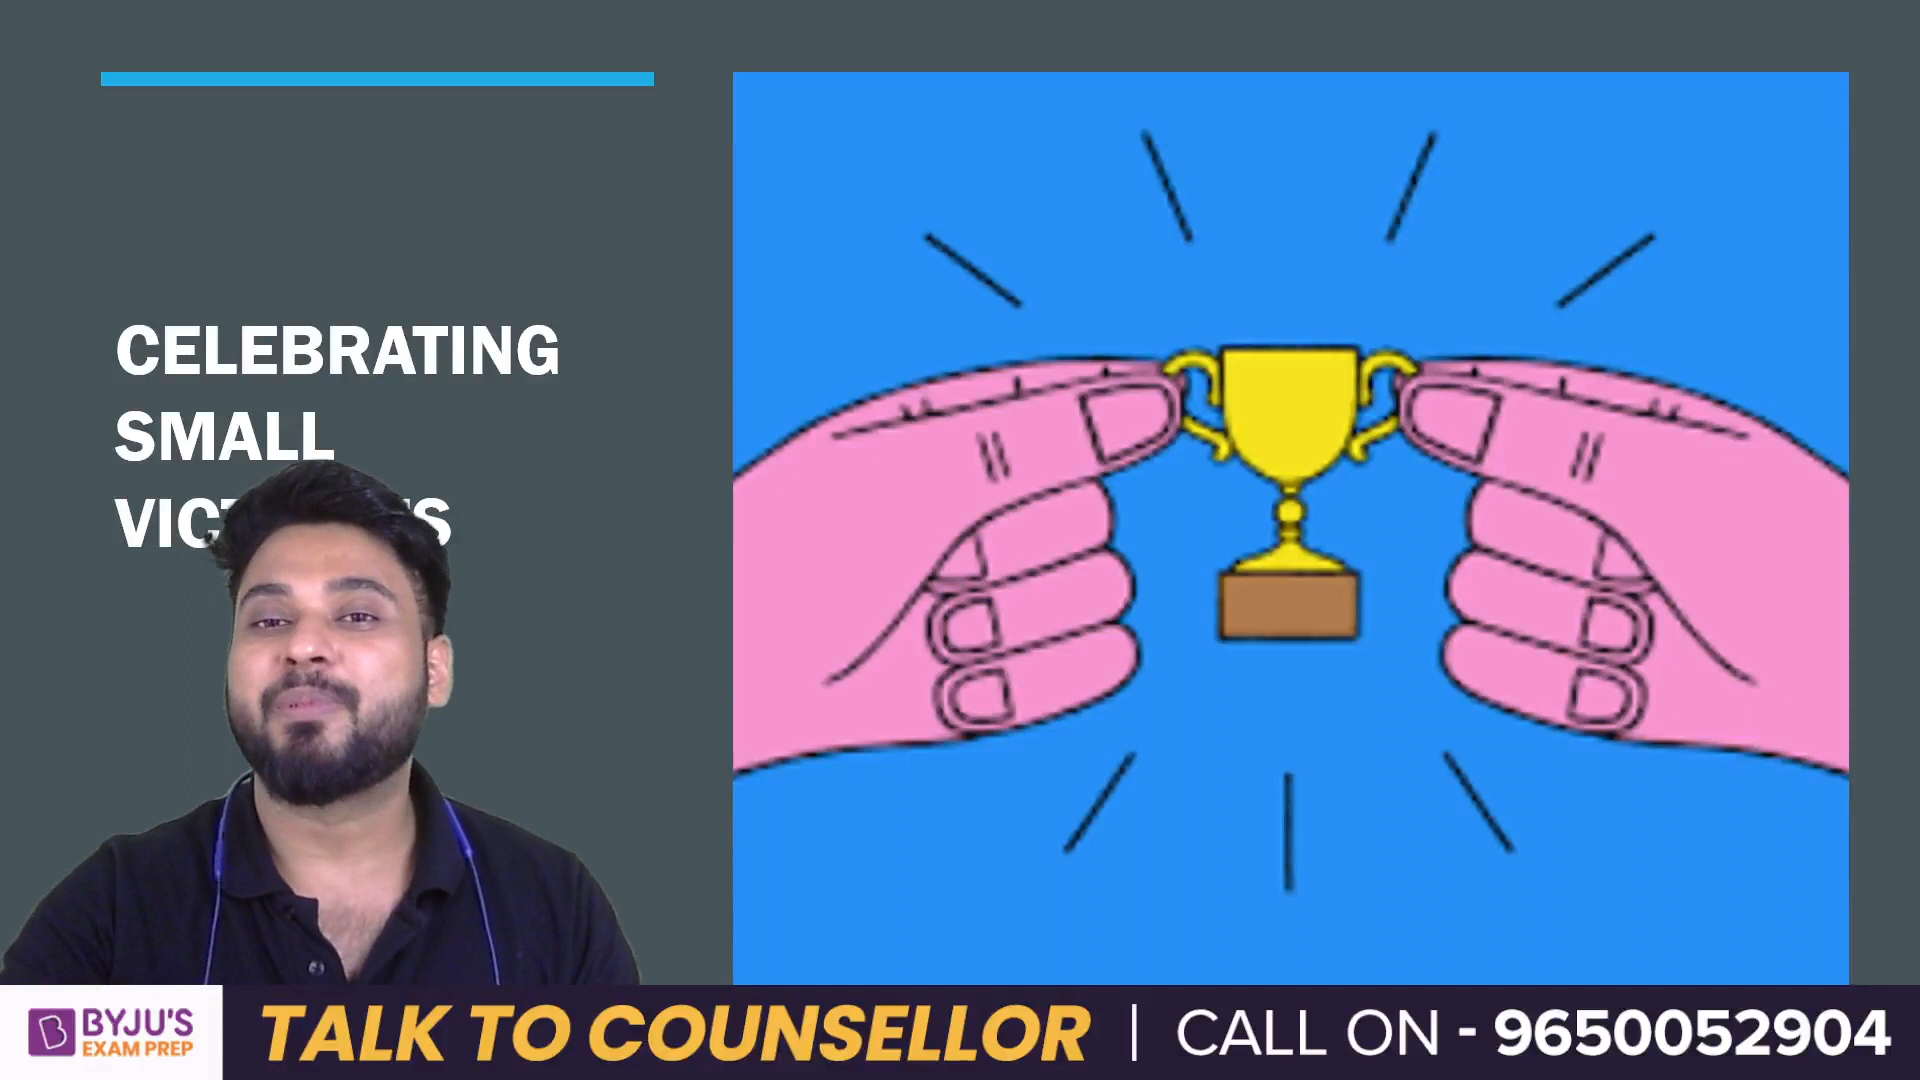 CELEBRATING
SMALL
BYJU'S
EXAM PREP
TALK TO COUNSELLOR | CALL ON - 9650052904